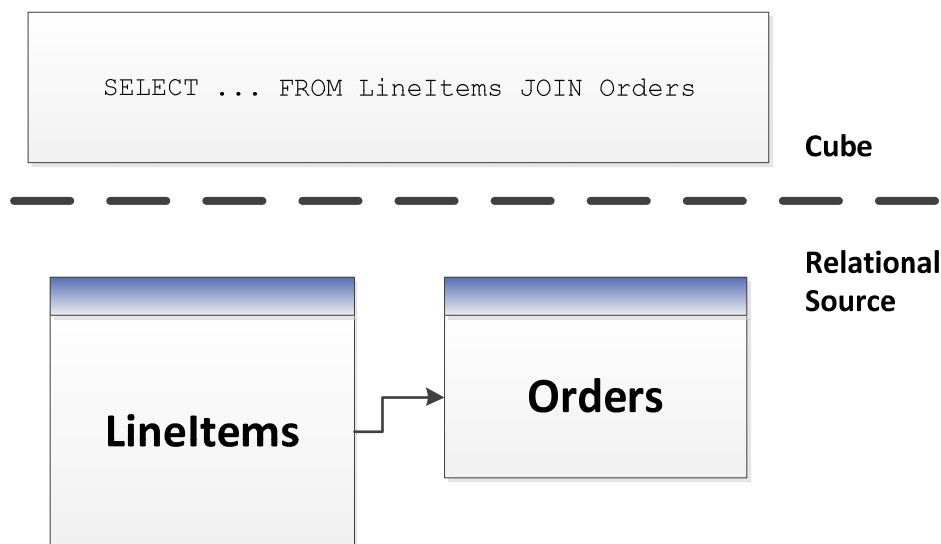 SELECT ... FROM LineItems JOIN Orders
Cube
Relational
Source
LineItems
Orders